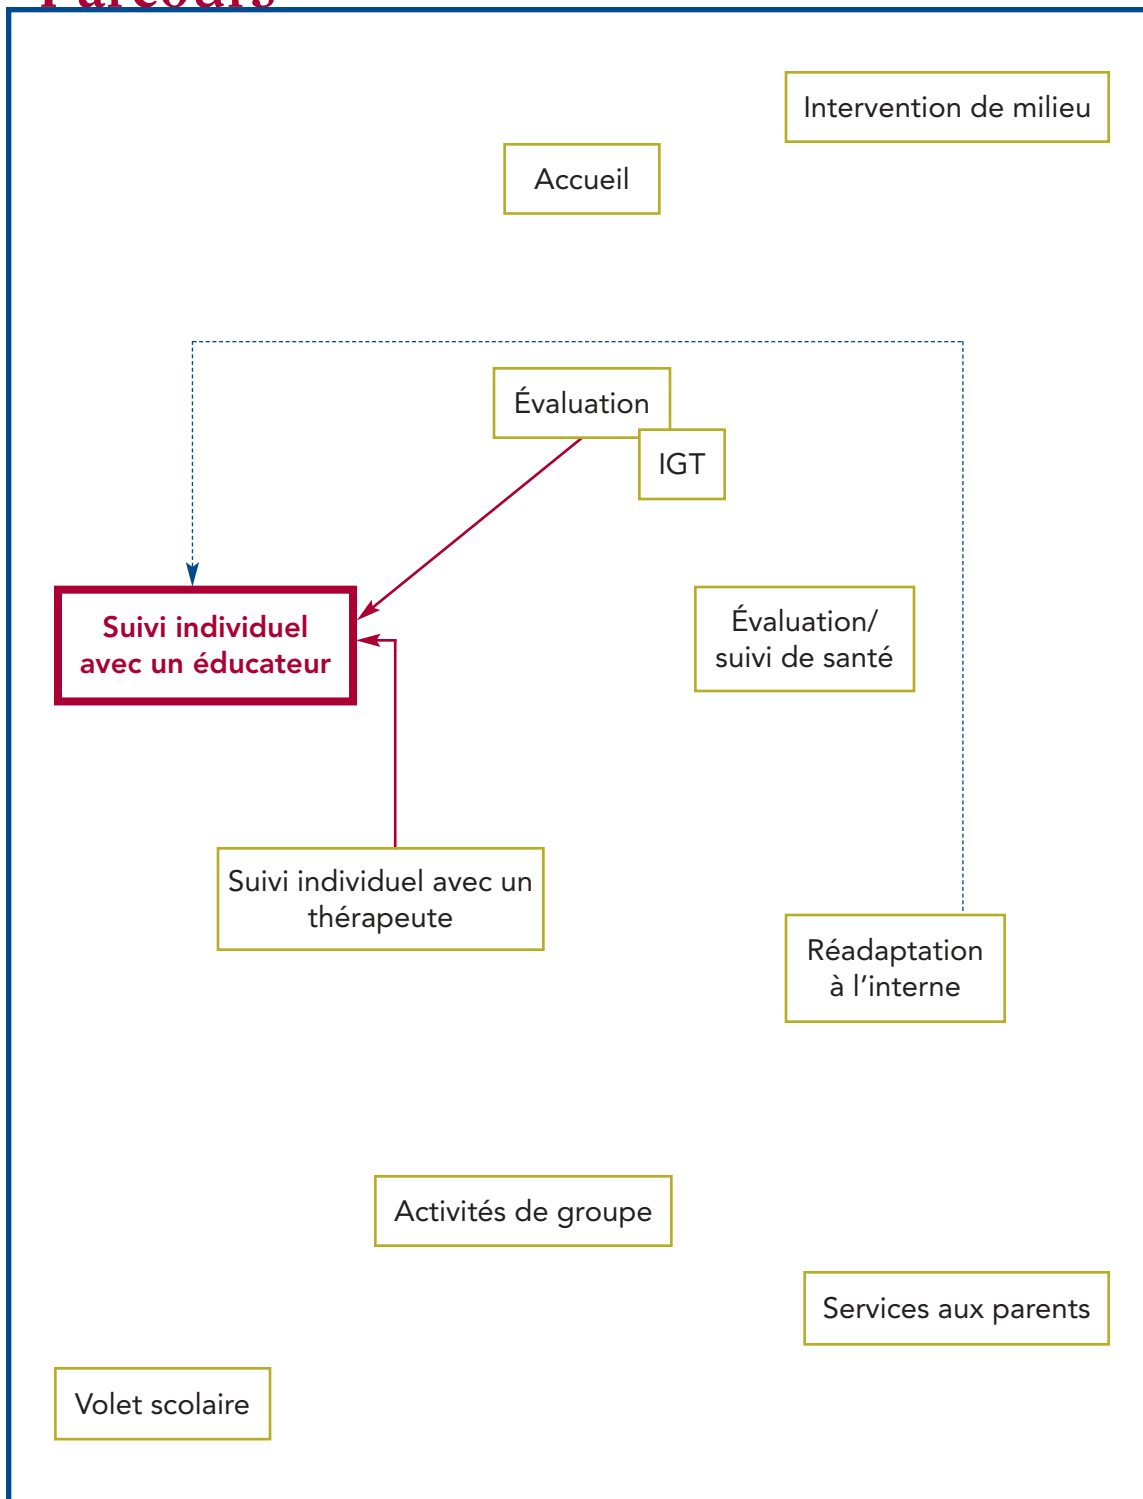 Parcours
Intervention de milieu
Accueil
Évaluation
IGT
Suivi individuel
avec un éducateur
Évaluation/
suivi de santé
Suivi individuel avec un
thérapeute
Réadaptation
à l’interne
Activités de groupe
Services aux parents
Volet scolaire